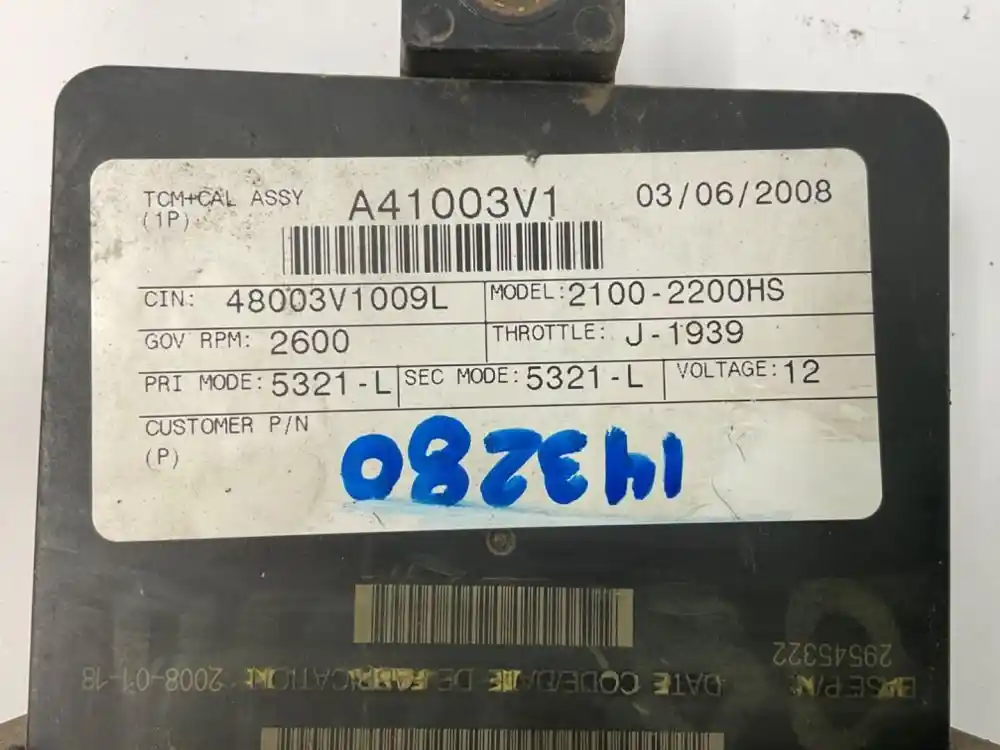 TCM+CAL ASSY A41003V1 03/06/2008
(1P)
CIN: 48003V1009L MODEL: 2100-2200HS
GOV RPM: 2600 THROTTLE: J-1939
PRI MODE: 5321-L SEC MODE: 5321-L VOLTAGE: 12
CUSTOMER P/N
(P)
143280
BASE P/N: 29545322
DATE CODE/DATE DE FABRICATION: 2008-01-18